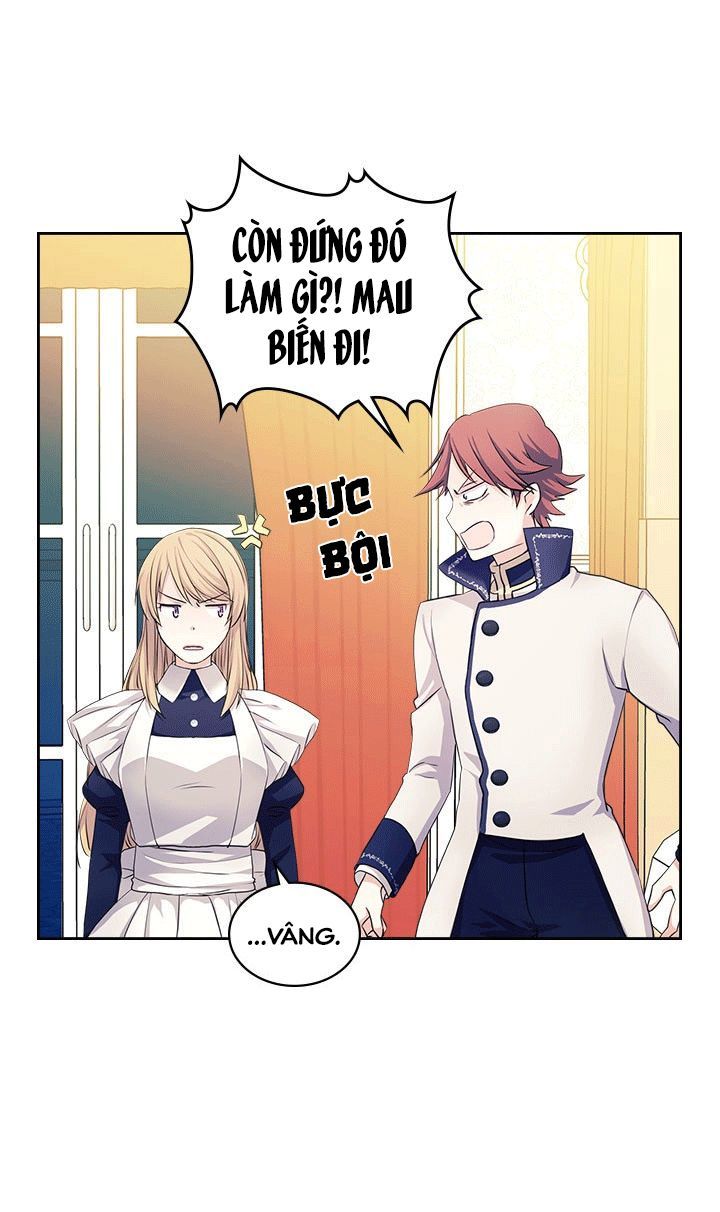 CÒN ĐỨNG ĐÓ
LÀM GÌ?! MAU
BIẾN ĐI!
BỰC
BỘI
...VÂNG.